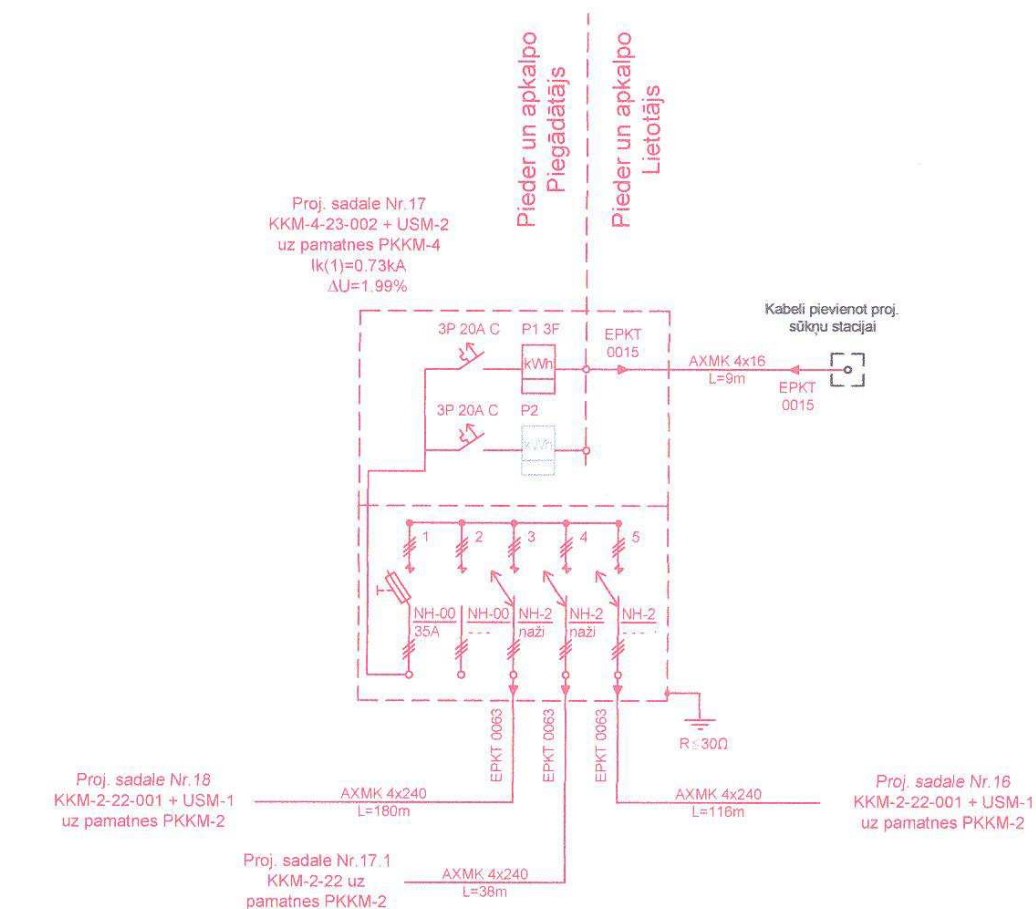 Pieder un apkalpo
Piegādātājs
Pieder un apkalpo
Lietotājs
Proj. sadale Nr.17
KKM-4-23-002 + USM-2
uz pamatnes PKKM-4
Ik(1)=0.73kA
ΔU=1.99%
Kabeli pievienot proj.
sūkņu stacijai
3P 20A C
P1 3F
EPKT
0015
kWh
AXMK 4x16
L=9m
EPKT
0015
3P 20A C
P2
kWh
1
2
3
4
5
NH-00
35A
NH-00
---
NH-2
naži
NH-2
naži
NH-2
---
EPKT 0063
EPKT 0063
EPKT 0063
R≤30Ω
Proj. sadale Nr.18
KKM-2-22-001 + USM-1
uz pamatnes PKKM-2
AXMK 4x240
L=180m
AXMK 4x240
L=116m
Proj. sadale Nr.16
KKM-2-22-001 + USM-1
uz pamatnes PKKM-2
Proj. sadale Nr.17.1
KKM-2-22 uz
pamatnes PKKM-2
AXMK 4x240
L=38m